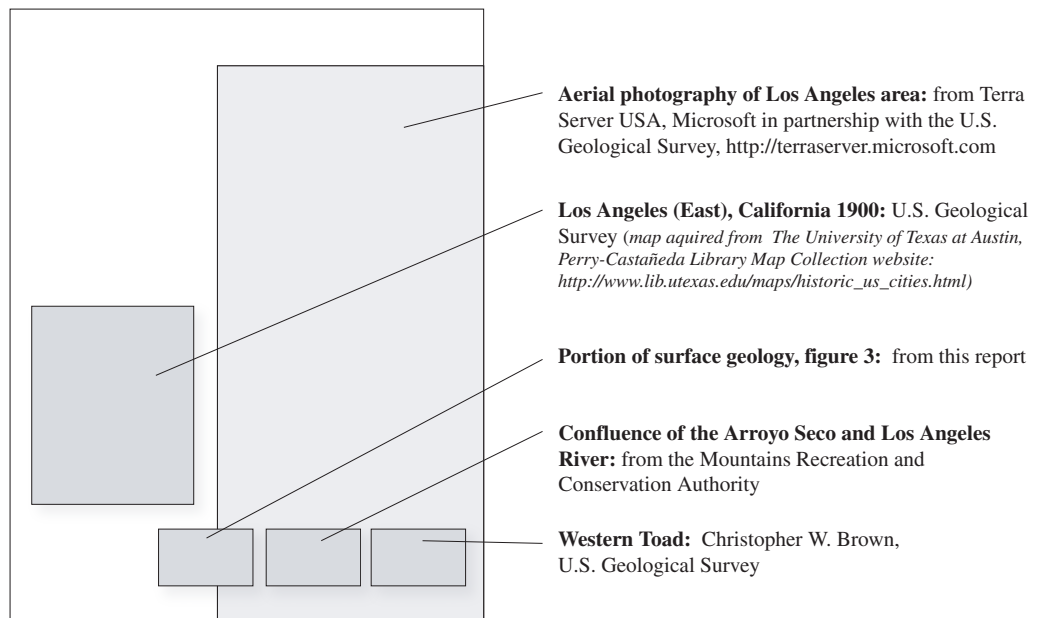 Aerial photography of Los Angeles area: from Terra
Server USA, Microsoft in partnership with the U.S.
Geological Survey, http://terraserver.microsoft.com
Los Angeles (East), California 1900: U.S. Geological
Survey (map aquired from The University of Texas at Austin,
Perry-Castañeda Library Map Collection website:
http://www.lib.utexas.edu/maps/historic_us_cities.html)
Portion of surface geology, figure 3: from this report
Confluence of the Arroyo Seco and Los Angeles
River: from the Mountains Recreation and
Conservation Authority
Western Toad: Christopher W. Brown,
U.S. Geological Survey